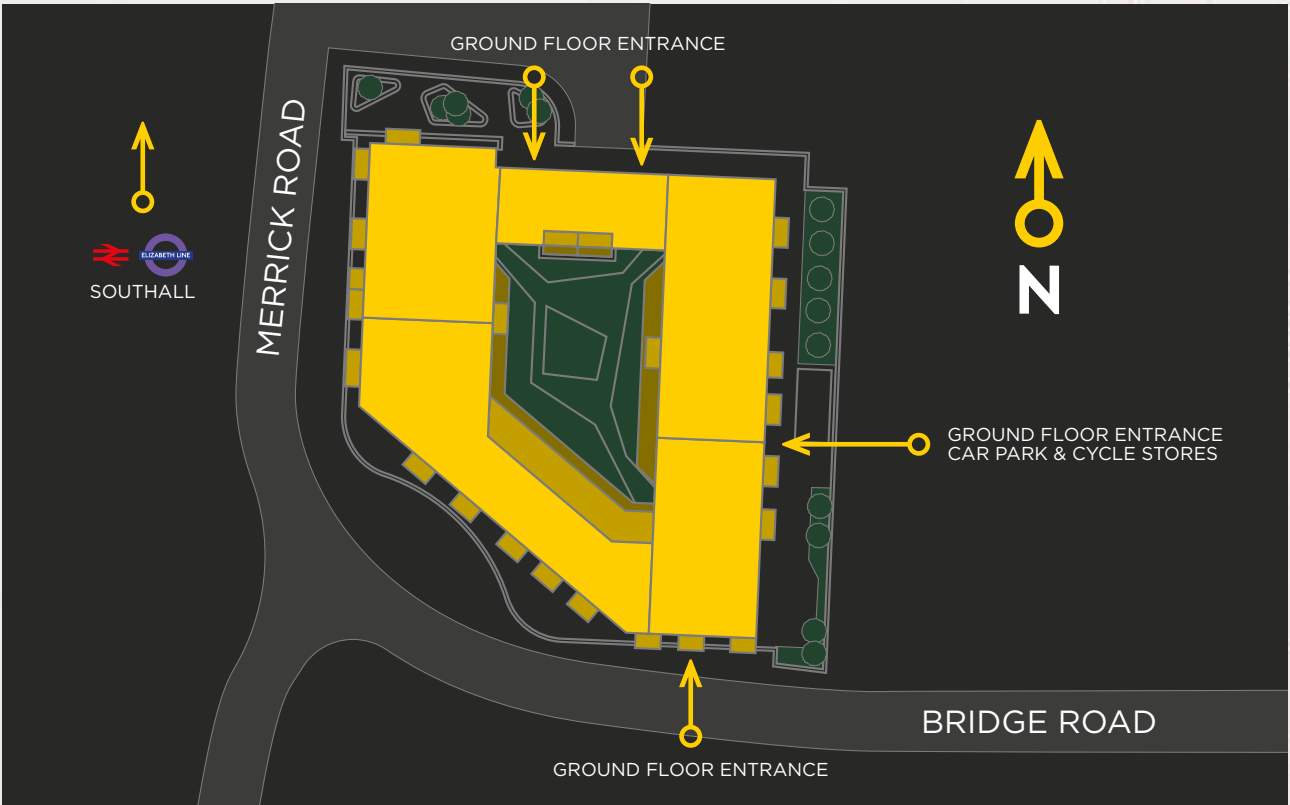 GROUND FLOOR ENTRANCE
MERRICK ROAD
ELIZABETH LINE
SOUTHALL
N
GROUND FLOOR ENTRANCE
CAR PARK & CYCLE STORES
BRIDGE ROAD
GROUND FLOOR ENTRANCE